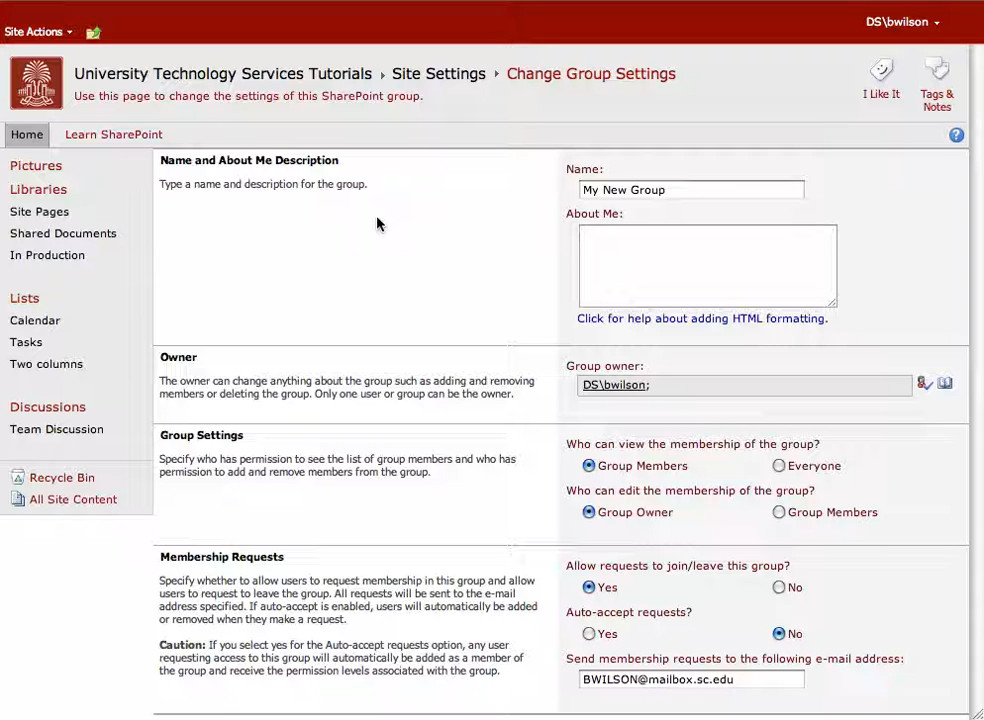 Site Actions
DS\bwilson
University Technology Services Tutorials › Site Settings › Change Group Settings
Use this page to change the settings of this SharePoint group.
I Like It
Tags &
Notes
Home
Learn SharePoint
Pictures
Libraries
Site Pages
Shared Documents
In Production
Lists
Calendar
Tasks
Two columns
Discussions
Team Discussion
Recycle Bin
All Site Content
Name and About Me Description
Type a name and description for the group.
Name:
My New Group
About Me:
Click for help about adding HTML formatting.
Owner
The owner can change anything about the group such as adding and removing
members or deleting the group. Only one user or group can be the owner.
Group owner:
DS\bwilson;
Group Settings
Specify who has permission to see the list of group members and who has
permission to add and remove members from the group.
Who can view the membership of the group?
Group Members
Everyone
Who can edit the membership of the group?
Group Owner
Group Members
Membership Requests
Specify whether to allow users to request membership in this group and allow
users to request to leave the group. All requests will be sent to the e-mail
address specified. If auto-accept is enabled, users will automatically be added
or removed when they make a request.
Caution: If you select yes for the Auto-accept requests option, any user
requesting access to this group will automatically be added as a member of
the group and receive the permission levels associated with the group.
Allow requests to join/leave this group?
Yes
No
Auto-accept requests?
Yes
No
Send membership requests to the following e-mail address:
BWILSON@mailbox.sc.edu